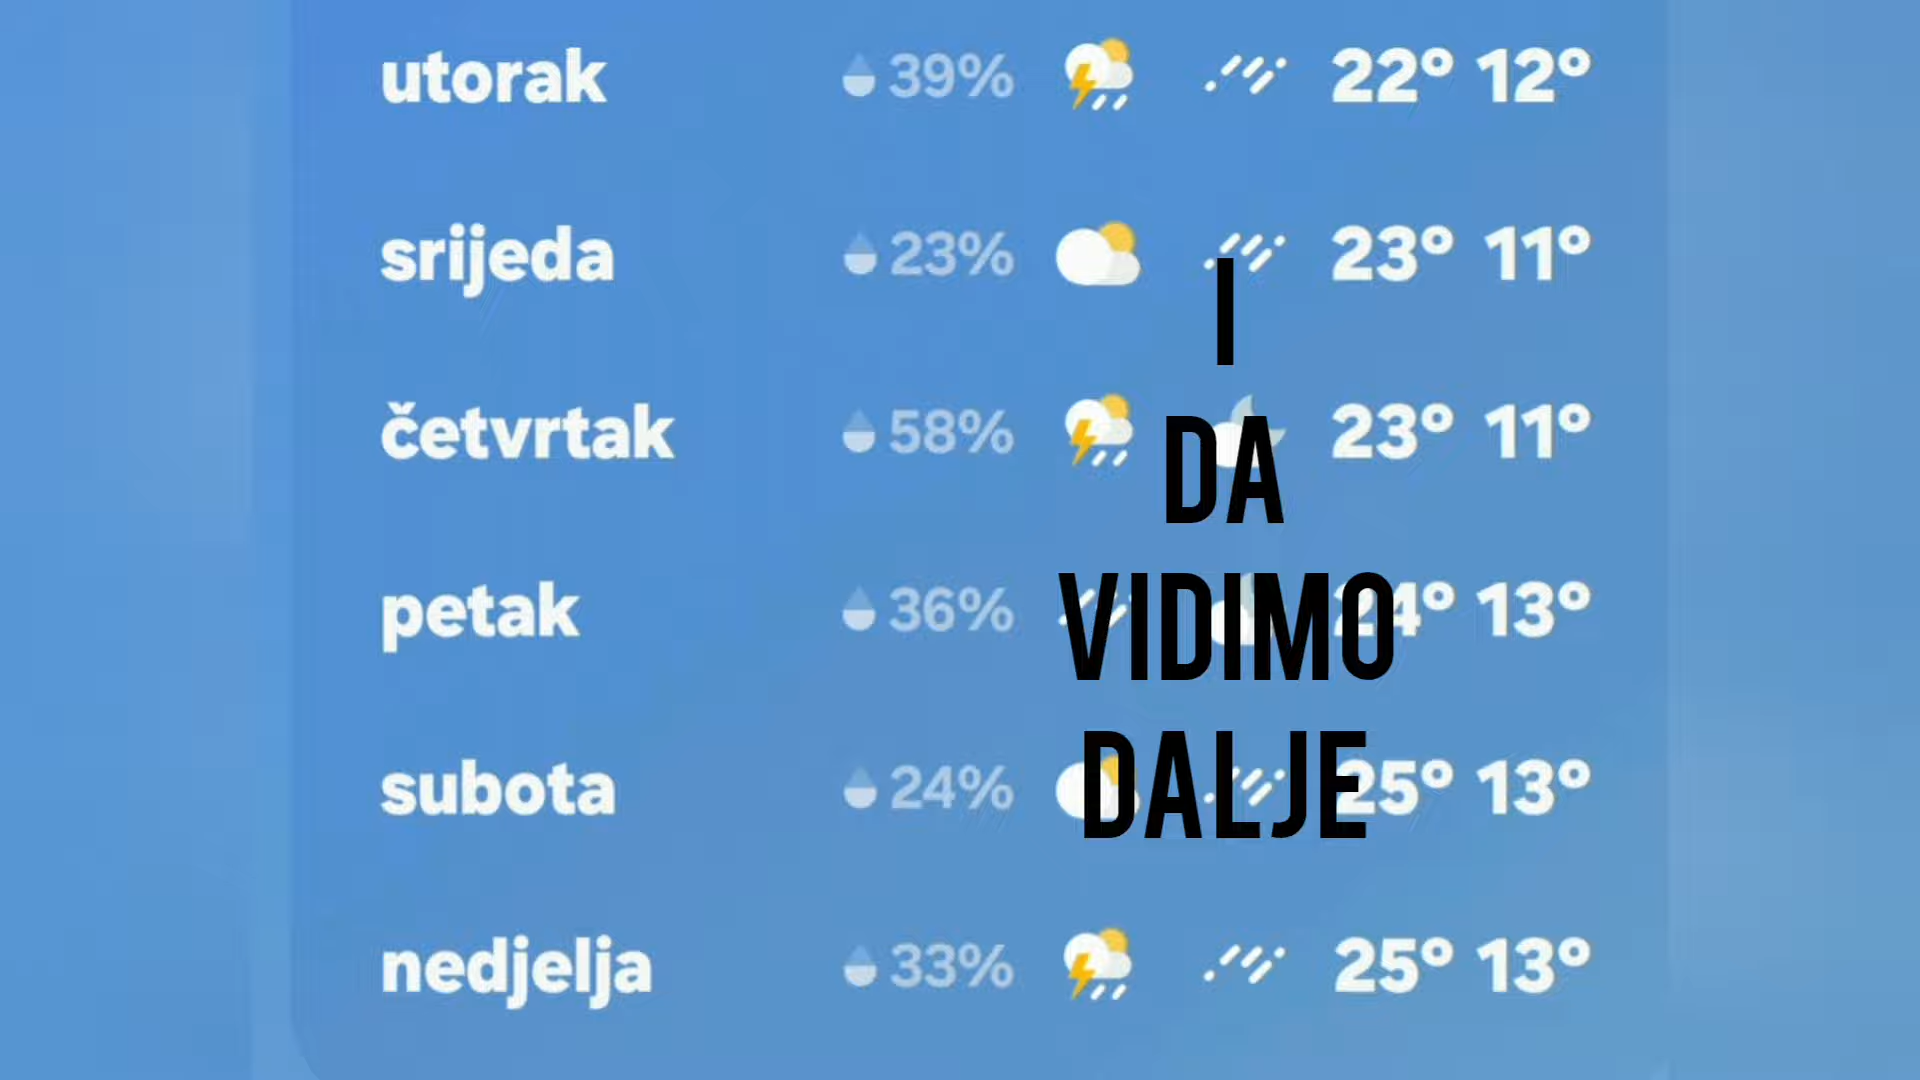 utorak 39% 22° 12°
srijeda 23% 23° 11°
četvrtak 58% 23° 11°
petak 36% 24° 13°
subota 24% 25° 13°
nedjelja 33% 25° 13°
I
DA
VIDIMO
DALJE